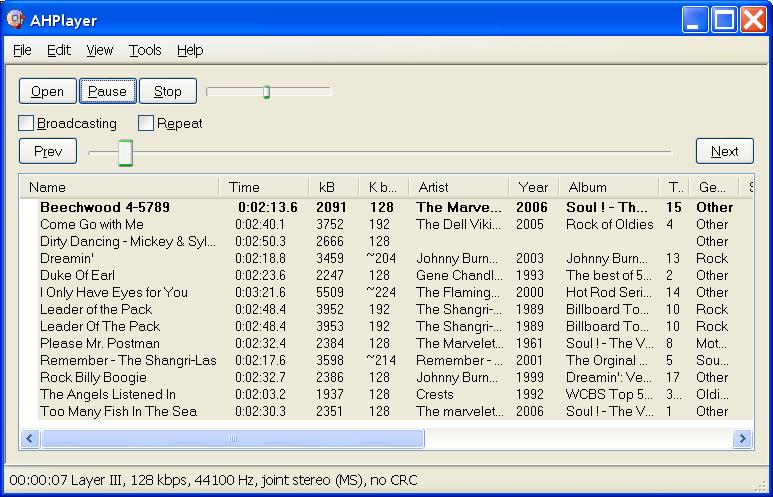 AHPlayer
File Edit View Tools Help
Open Pause Stop
Broadcasting Repeat
Prev Next
Name Time kB K b... Artist Year Album T.. Ge... S
Beechwood 4-5789 0:02:13.6 2091 128 The Marve... 2006 Soul ! - Th... 15 Other
Come Go with Me 0:02:40.1 3752 192 The Dell Viki... 2005 Rock of Oldies 4 Other
Dirty Dancing - Mickey & Syl... 0:02:50.3 2666 128 Other
Dreamin' 0:02:18.8 3459 ~204 Johnny Burn... 2003 Johnny Burn... 13 Rock
Duke Of Earl 0:02:23.6 2247 128 Gene Chandl... 1993 The best of 5... 2 Other
I Only Have Eyes for You 0:03:21.6 5509 ~224 The Flaming... 2000 Hot Rod Seri... 14 Other
Leader of the Pack 0:02:48.4 3952 192 The Shangri-... 1989 Billboard To... 10 Rock
Leader Of The Pack 0:02:48.4 3953 192 The Shangri-... 1989 Billboard To... 10 Rock
Please Mr. Postman 0:02:32.4 2384 128 The Marvelet... 1961 Soul ! - The V... 8 Mot...
Remember - The Shangri-Las 0:02:17.6 3598 ~214 Remember - ... 2001 The Orginal ... 5 Sou...
Rock Billy Boogie 0:02:32.7 2386 128 Johnny Burn... 1999 Dreamin': Ve... 17 Other
The Angels Listened In 0:02:03.2 1937 128 Crests 1992 WCBS Top 5... 3... Oldi...
Too Many Fish In The Sea 0:02:30.3 2351 128 The marvelet... 2006 Soul ! - The V... 1 Other
00:00:07 Layer III, 128 kbps, 44100 Hz, joint stereo (MS), no CRC